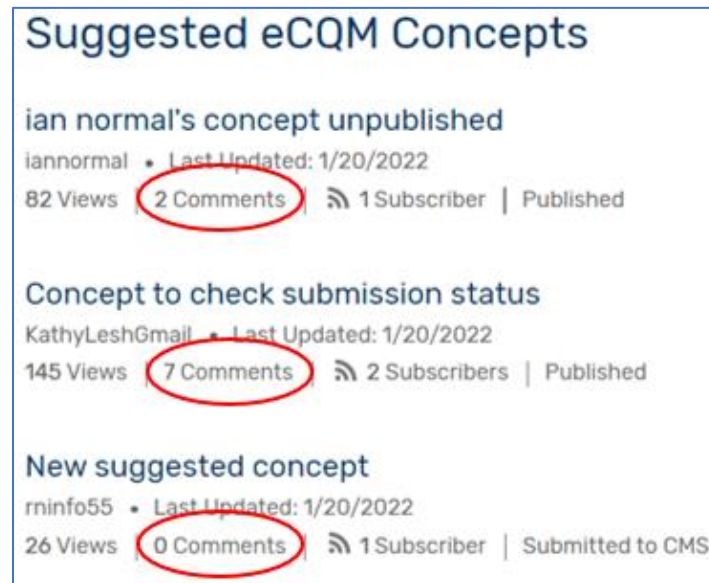 Suggested eCQM Concepts
ian normal's concept unpublished
iannormal • Last Updated: 1/20/2022
82 Views | 2 Comments | 1 Subscriber | Published
Concept to check submission status
KathyLeshGmail • Last Updated: 1/20/2022
145 Views | 7 Comments | 2 Subscribers | Published
New suggested concept
rninfo55 • Last Updated: 1/20/2022
26 Views | 0 Comments | 1 Subscriber | Submitted to CMS